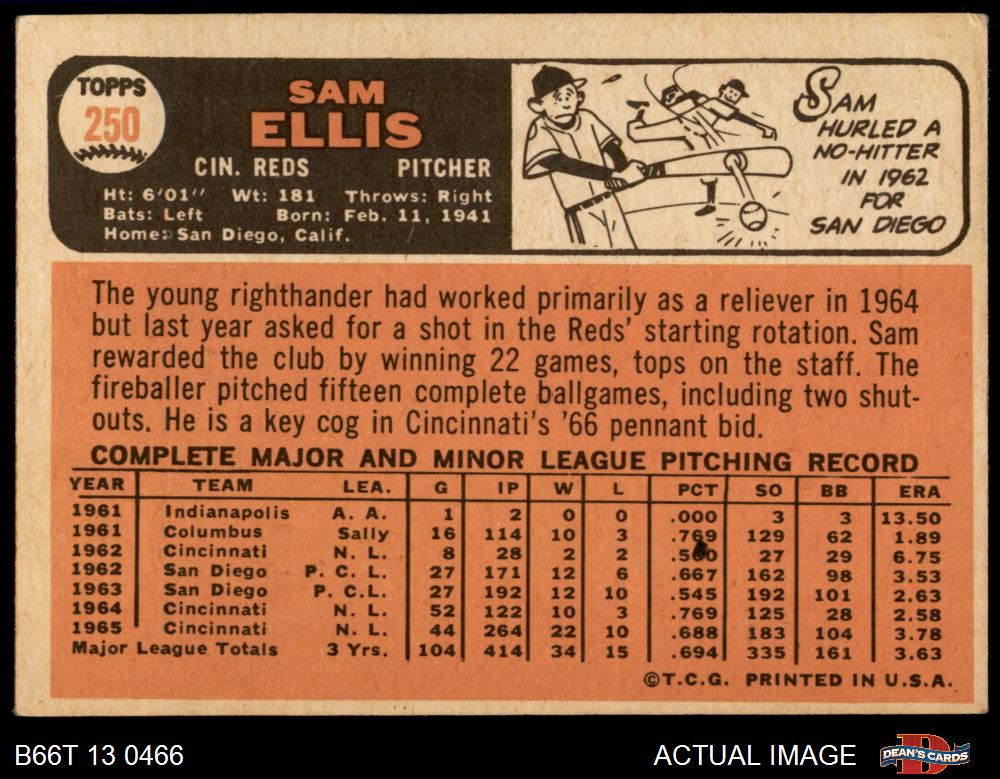 TOPPS
250
SAM
ELLIS
CIN. REDS PITCHER
Ht: 6'01" Wt: 181 Throws: Right
Bats: Left Born: Feb. 11, 1941
Home: San Diego, Calif.
SAM
HURLED A
NO-HITTER
IN 1962
FOR
SAN DIEGO
The young righthander had worked primarily as a reliever in 1964
but last year asked for a shot in the Reds' starting rotation. Sam
rewarded the club by winning 22 games, tops on the staff. The
fireballer pitched fifteen complete ballgames, including two shut-
outs. He is a key cog in Cincinnati's '66 pennant bid.
COMPLETE MAJOR AND MINOR LEAGUE PITCHING RECORD
YEAR TEAM LEA. G IP W L PCT SO BB ERA
1961 Indianapolis A. A. 1 2 0 0 .000 3 3 13.50
1961 Columbus Sally 16 114 10 3 .769 129 62 1.89
1962 Cincinnati N. L. 8 28 2 2 .500 27 29 6.75
1962 San Diego P. C. L. 27 171 12 6 .667 162 98 3.53
1963 San Diego P. C.L. 27 192 12 10 .545 192 101 2.63
1964 Cincinnati N. L. 52 122 10 3 .769 125 28 2.58
1965 Cincinnati N. L. 44 264 22 10 .688 183 104 3.78
Major League Totals 3 Yrs. 104 414 34 15 .694 335 161 3.63
©T.C.G. PRINTED IN U.S.A.
B66T 13 0466 ACTUAL IMAGE DEAN'S CARDS